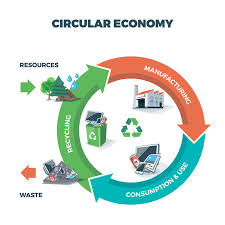 CIRCULAR ECONOMY
RESOURCES
MANUFACTURING
RECYCLING
CONSUMPTION & USE
WASTE